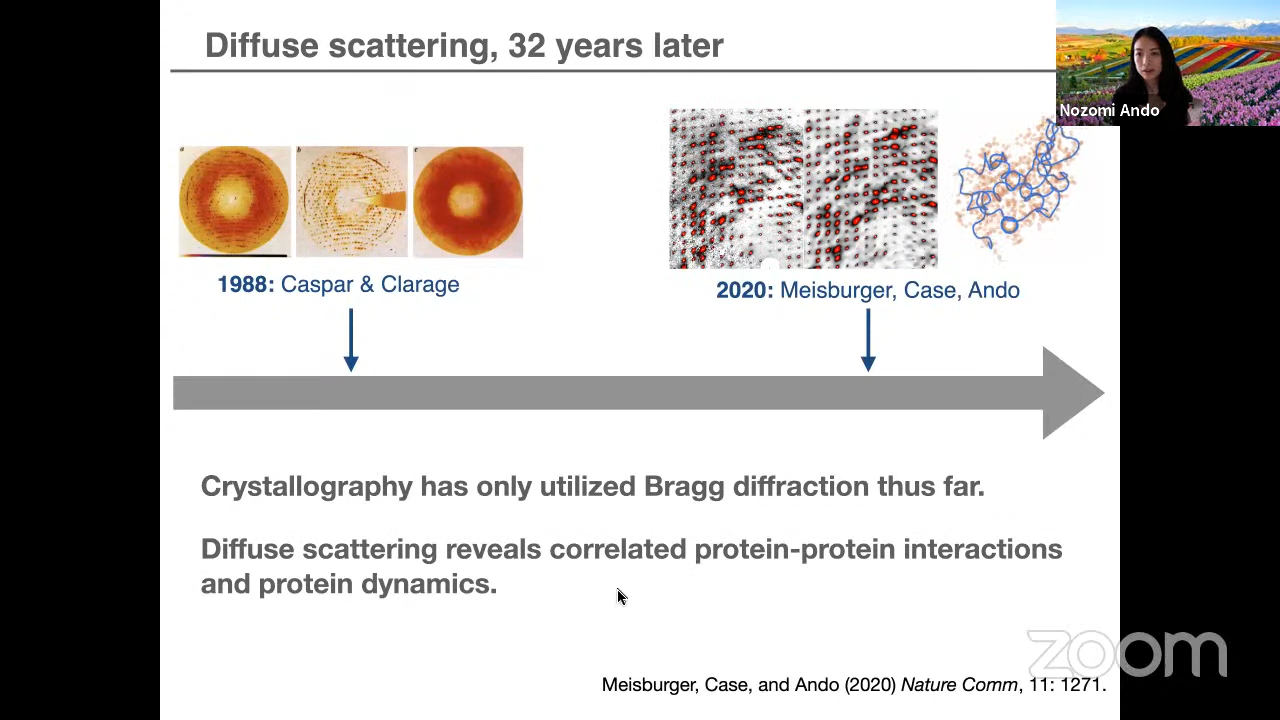 Diffuse scattering, 32 years later
Nozomi Ando
a
b
c
1988: Caspar & Clarage
2020: Meisburger, Case, Ando
Crystallography has only utilized Bragg diffraction thus far.
Diffuse scattering reveals correlated protein-protein interactions
and protein dynamics.
zoom
Meisburger, Case, and Ando (2020) Nature Comm, 11: 1271.